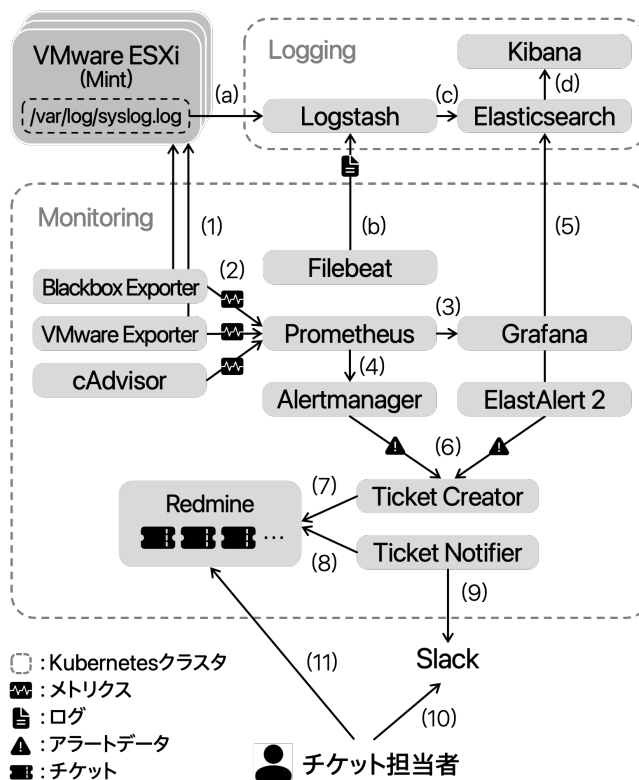 VMware ESXi
(Mint)
/var/log/syslog.log
(a)
Logging
Kibana
(d)
Logstash
(c)
Elasticsearch
Monitoring
(1)
(b)
(5)
Filebeat
(2)
Blackbox Exporter
VMware Exporter
cAdvisor
Prometheus
(3)
Grafana
(4)
Alertmanager
ElastAlert 2
(6)
Redmine
...
(7)
Ticket Creator
(8)
Ticket Notifier
(9)
Slack
(10)
(11)
チケット担当者
: Kubernetesクラスタ
: メトリクス
: ログ
: アラートデータ
: チケット